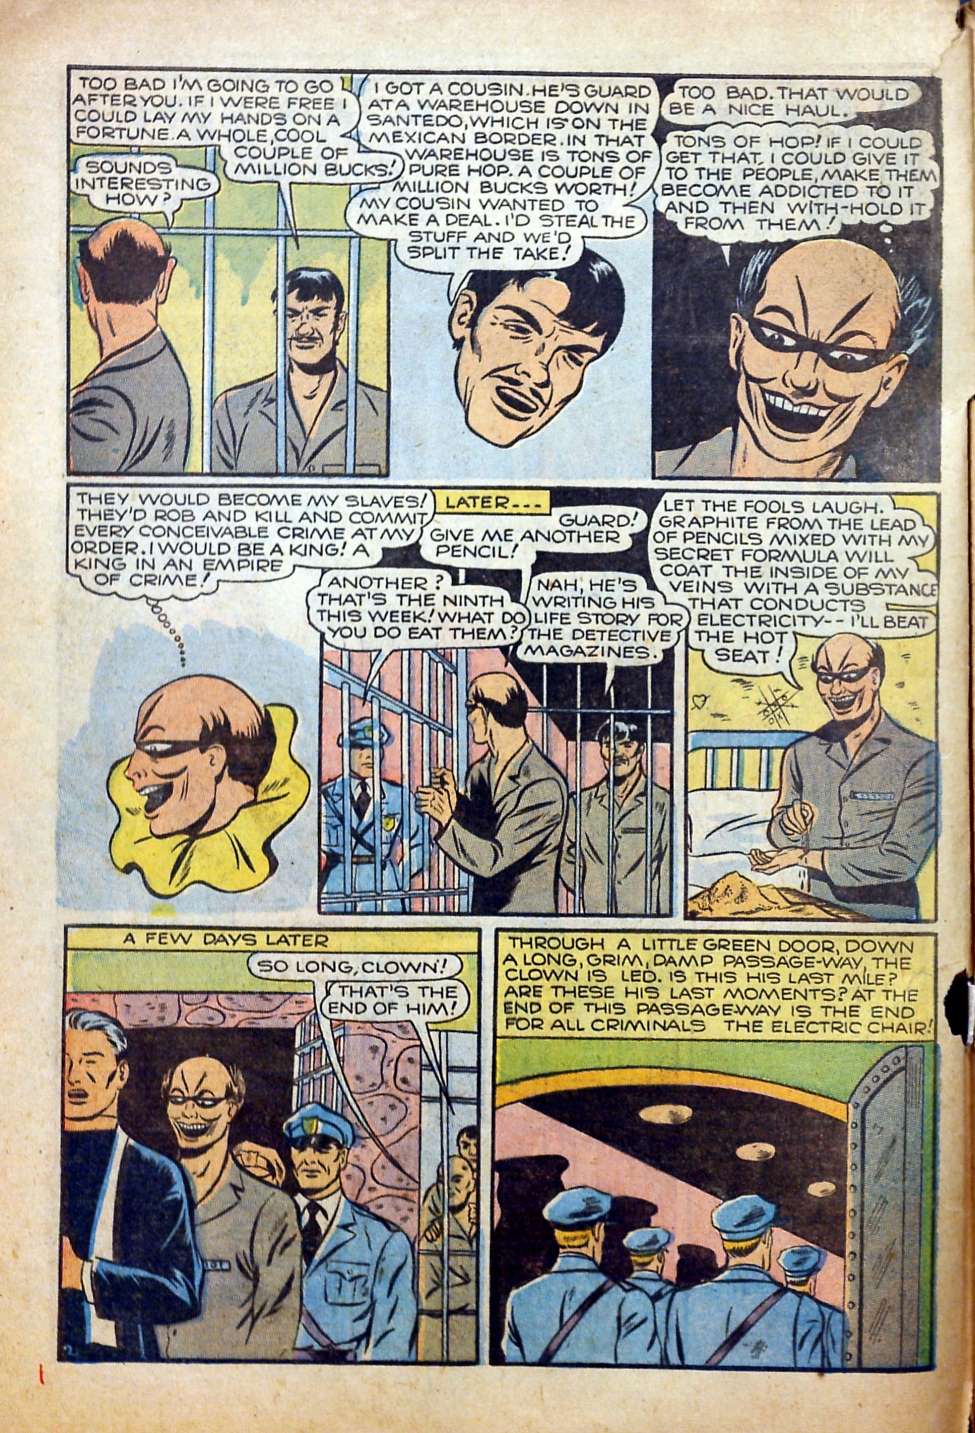 TOO BAD I'M GOING TO GO
AFTER YOU. IF I WERE FREE I
COULD LAY MY HANDS ON A
FORTUNE. A WHOLE, COOL
COUPLE OF
MILLION BUCKS!
SOUNDS
INTERESTING
HOW?
I GOT A COUSIN. HE'S GUARD
AT A WAREHOUSE DOWN IN
SANTEDO, WHICH IS ON THE
MEXICAN BORDER. IN THAT
WAREHOUSE IS TONS OF
PURE HOP. A COUPLE OF
MILLION BUCKS WORTH!
MY COUSIN WANTED TO
MAKE A DEAL. I'D STEAL THE
STUFF AND WE'D
SPLIT THE TAKE!
TOO BAD. THAT WOULD
BE A NICE HAUL.
TONS OF HOP! IF I COULD
GET THAT, I COULD GIVE IT
TO THE PEOPLE, MAKE THEM
BECOME ADDICTED TO IT
AND THEN WITH-HOLD IT
FROM THEM!
THEY WOULD BECOME MY SLAVES!
THEY'D ROB AND KILL AND COMMIT
EVERY CONCEIVABLE CRIME AT MY
ORDER. I WOULD BE A KING! A
KING IN AN EMPIRE
OF CRIME!
LATER---
GUARD!
GIVE ME ANOTHER
PENCIL!
ANOTHER?
THAT'S THE NINTH
THIS WEEK! WHAT DO
YOU DO EAT THEM?
NAH, HE'S
WRITING HIS
LIFE STORY FOR
THE DETECTIVE
MAGAZINES.
LET THE FOOLS LAUGH.
GRAPHITE FROM THE LEAD
OF PENCILS MIXED WITH MY
SECRET FORMULA WILL
COAT THE INSIDE OF MY
VEINS WITH A SUBSTANCE
THAT CONDUCTS
ELECTRICITY-- I'LL BEAT
THE HOT
SEAT!
A FEW DAYS LATER
SO LONG, CLOWN!
THAT'S THE
END OF HIM!
THROUGH A LITTLE GREEN DOOR, DOWN
A LONG, GRIM, DAMP PASSAGE-WAY, THE
CLOWN IS LED. IS THIS HIS LAST MILE?
ARE THESE HIS LAST MOMENTS? AT THE
END OF THIS PASSAGE-WAY IS THE END
FOR ALL CRIMINALS THE ELECTRIC CHAIR!
2
1